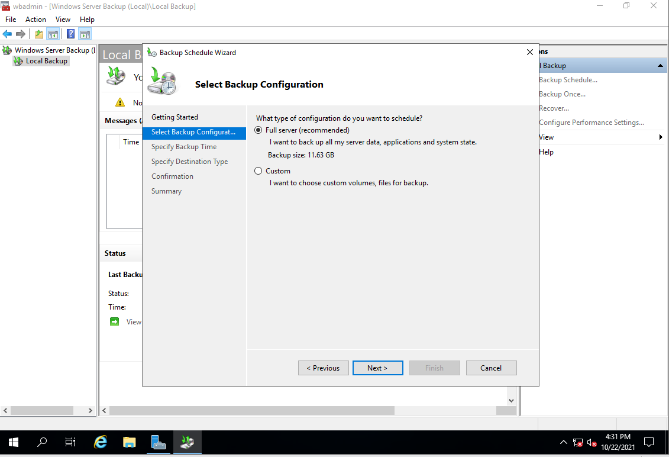 wbadmin - [Windows Server Backup (Local)\Local Backup]
File Action View Help
Windows Server Backup (l
Local Backup
Local B
Yo
No
Messages (
Time
Status
Last Backu
Status:
Time:
View
Backup Schedule Wizard
Select Backup Configuration
Getting Started
Select Backup Configurat...
Specify Backup Time
Specify Destination Type
Confirmation
Summary
What type of configuration do you want to schedule?
Full server (recommended)
I want to back up all my server data, applications and system state.
Backup size: 11.63 GB
Custom
I want to choose custom volumes, files for backup.
< Previous
Next >
Finish
Cancel
ons
l Backup
Backup Schedule...
Backup Once...
Recover...
Configure Performance Settings...
View
Help
4:31 PM
10/22/2021